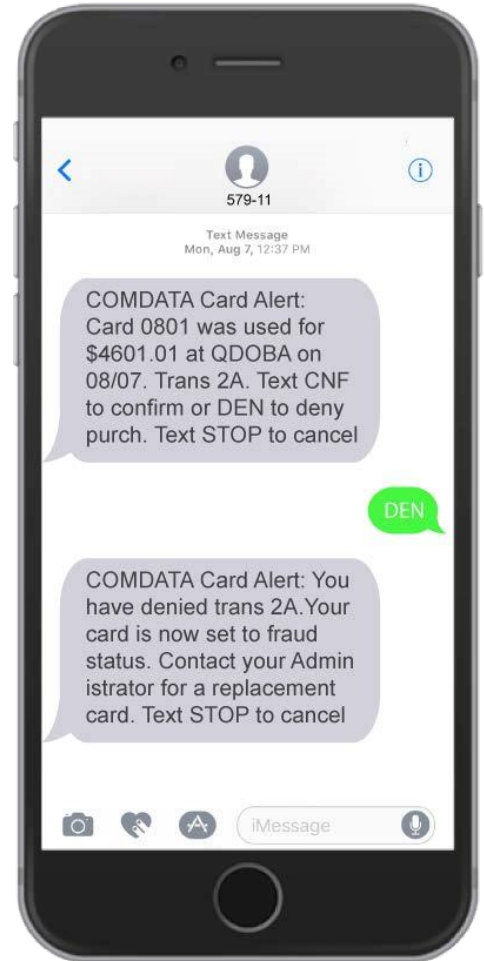 579-11
Text Message
Mon, Aug 7, 12:37 PM
COMDATA Card Alert:
Card 0801 was used for
$4601.01 at QDOBA on
08/07. Trans 2A. Text CNF
to confirm or DEN to deny
purch. Text STOP to cancel
DEN
COMDATA Card Alert: You
have denied trans 2A.Your
card is now set to fraud
status. Contact your Admin
istrator for a replacement
card. Text STOP to cancel
iMessage